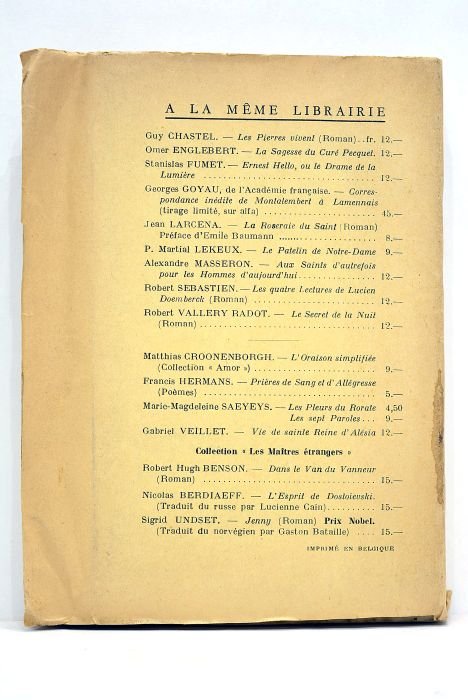 A LA MÊME LIBRAIRIE
Guy CHASTEL. — Les Pierres vivent (Roman) . . fr. 12.—
Omer ENGLEBERT. — La Sagesse du Curé Pecquet. 12.—
Stanislas FUMET. — Ernest Hello, ou le Drame de la
Lumière . . . . . . . . . . . . . . . . . . . . 12.—
Georges GOYAU, de l'Académie française. — Corres-
pondance inédite de Montalembert à Lamennais
(tirage limité, sur alfa) . . . . . . . . . . . . 45.—
Jean LARCENA. — La Roseraie du Saint (Roman)
Préface d'Emile Baumann . . . . . . . . . . . . 8.—
P. Martial LEKEUX. — Le Patelin de Notre-Dame 9.—
Alexandre MASSERON. — Aux Saints d'autrefois
pour les Hommes d'aujourd'hui . . . . . . . . . 12.—
Robert SEBASTIEN. — Les quatre Lectures de Lucien
Doemberck (Roman) . . . . . . . . . . . . . . 12.—
Robert VALLERY RADOT. — Le Secret de la Nuit
(Roman) . . . . . . . . . . . . . . . . . . . . 12.—
Matthias CROONENBORGH. — L'Oraison simplifiée
(Collection « Amor ») . . . . . . . . . . . . . . 9.—
Francis HERMANS. — Prières de Sang et d'Allégresse
(Poèmes) . . . . . . . . . . . . . . . . . . . . 5.—
Marie-Magdeleine SAEYEYS. — Les Pleurs du Rorate 4,50
Les sept Paroles . . . 9.—
Gabriel VEILLET. — Vie de sainte Reine d'Alésia 12.—
Collection « Les Maîtres étrangers »
Robert Hugh BENSON. — Dans le Van du Vanneur
(Roman) . . . . . . . . . . . . . . . . . . . . 15.—
Nicolas BERDIAEFF. — L'Esprit de Dostoievski.
(Traduit du russe par Lucienne Cain) . . . . . . 15.—
Sigrid UNDSET. — Jenny (Roman) Prix Nobel.
(Traduit du norvégien par Gaston Bataille) . . . . 15.—
IMPRIMÉ EN BELGIQUE